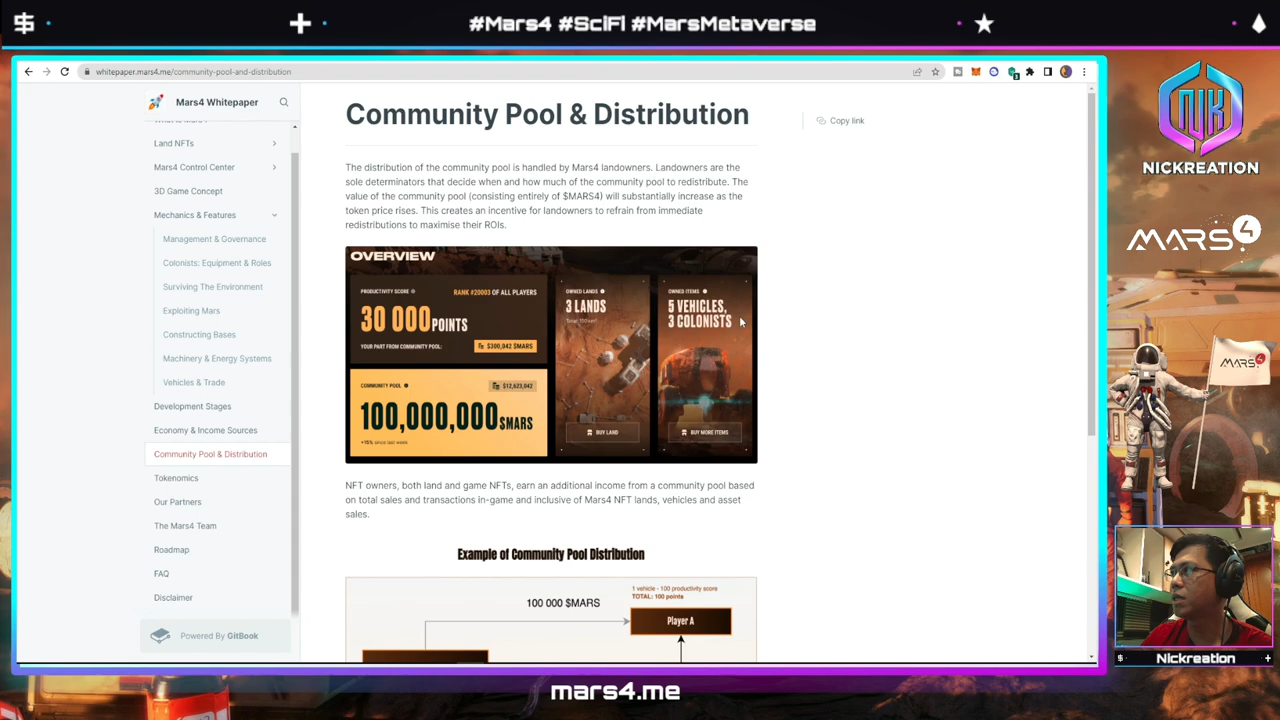 #Mars4 #SciFi #MarsMetaverse
whitepaper.mars4.me/community-pool-and-distribution
Mars4 Whitepaper
Land NFTs
Mars4 Control Center
3D Game Concept
Mechanics & Features
Management & Governance
Colonists: Equipment & Roles
Surviving The Environment
Exploiting Mars
Constructing Bases
Machinery & Energy Systems
Vehicles & Trade
Development Stages
Economy & Income Sources
Community Pool & Distribution
Tokenomics
Our Partners
The Mars4 Team
Roadmap
FAQ
Disclaimer
Powered By GitBook
Community Pool & Distribution
Copy link
The distribution of the community pool is handled by Mars4 landowners. Landowners are the
sole determinators that decide when and how much of the community pool to redistribute. The
value of the community pool (consisting entirely of $MARS4) will substantially increase as the
token price rises. This creates an incentive for landowners to refrain from immediate
redistributions to maximise their ROIs.
OVERVIEW
PRODUCTIVITY SCORE
RANK #20003 OF ALL PLAYERS
30 000 POINTS
YOUR PART FROM COMMUNITY POOL:
$300,042 $MARS
COMMUNITY POOL
$12,623,042
100,000,000 $MARS
+15% since last week
OWNED LANDS
3 LANDS
BUY LAND
OWNED ITEMS
5 VEHICLES,
3 COLONISTS
BUY MORE ITEMS
NFT owners, both land and game NFTs, earn an additional income from a community pool based
on total sales and transactions in-game and inclusive of Mars4 NFT lands, vehicles and asset
sales.
Example of Community Pool Distribution
1 vehicle - 100 productivity score
TOTAL: 100 points
100 000 $MARS
Player A
NICKREATION
MARS4
MARS4
Nickreation
mars4.me